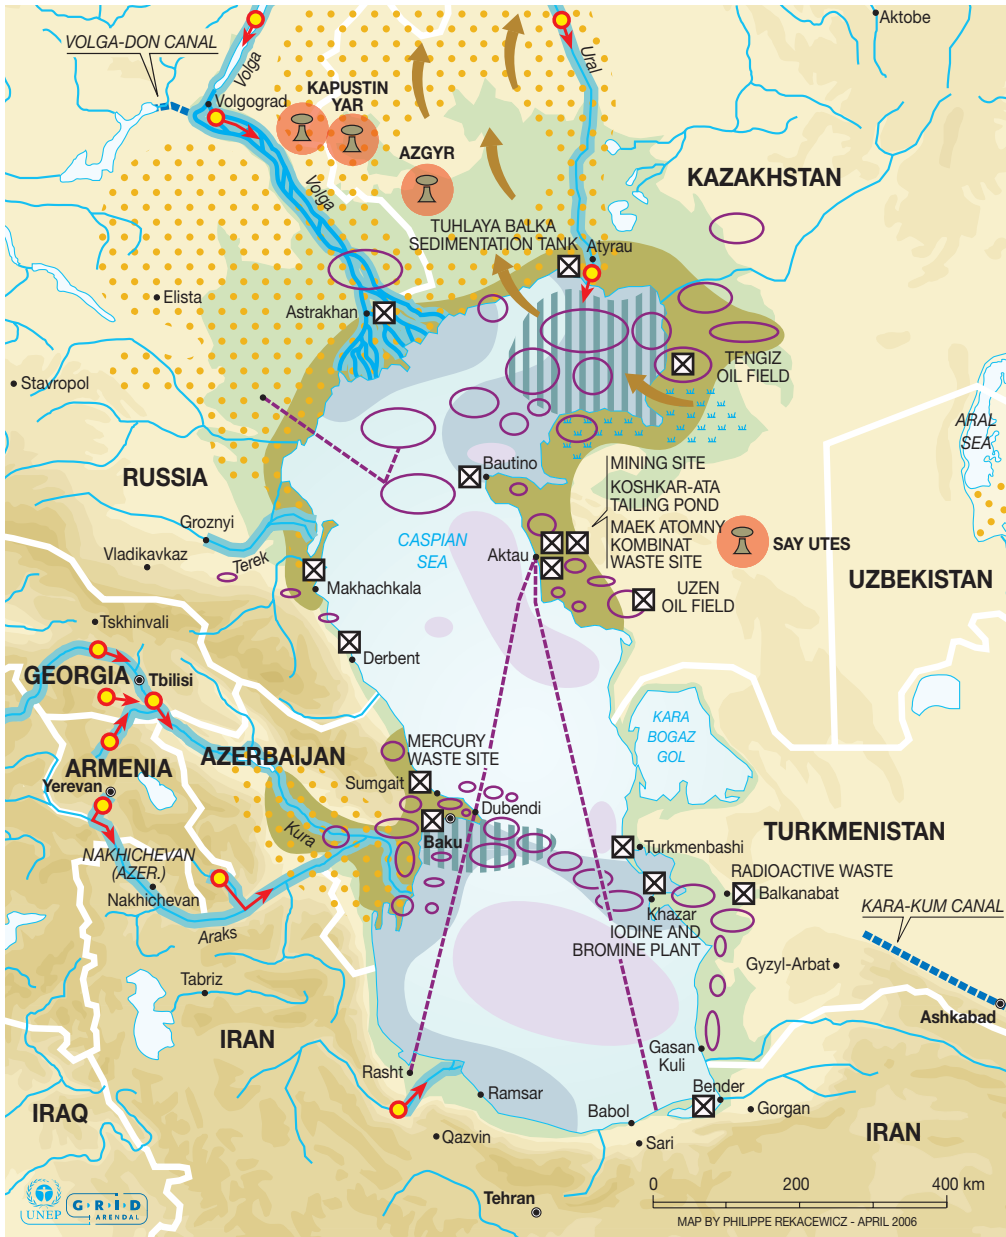 Aktobe
VOLGA-DON CANAL
Volga
Ural
Volgograd
KAPUSTIN
YAR
AZGYR
Volga
KAZAKHSTAN
TUHLAYA BALKA
SEDIMENTATION TANK
Atyrau
Elista
Astrakhan
Stavropol
TENGIZ
OIL FIELD
ARAL
SEA
RUSSIA
Bautino
MINING SITE
KOSHKAR-ATA
TAILING POND
MAEK ATOMNY
KOMBINAT
WASTE SITE
SAY UTES
Groznyi
Terek
CASPIAN
SEA
Aktau
Vladikavkaz
Makhachkala
UZEN
OIL FIELD
UZBEKISTAN
Tskhinvali
Derbent
GEORGIA
Tbilisi
KARA
BOGAZ
GOL
AZERBAIJAN
MERCURY
WASTE SITE
ARMENIA
Yerevan
Sumgait
Dubendi
Kura
Baku
TURKMENISTAN
Turkmenbashi
NAKHICHEVAN
(AZER.)
Nakhichevan
RADIOACTIVE WASTE
Balkanabat
KARA-KUM CANAL
Khazar
IODINE AND
BROMINE PLANT
Araks
Gyzyl-Arbat
Tabriz
Ashkabad
IRAN
Gasan
Kuli
Rasht
Ramsar
Bender
Gorgan
IRAQ
Babol
Sari
Qazvin
IRAN
Tehran
0 200 400 km
MAP BY PHILIPPE REKACEWICZ - APRIL 2006
UNEP
G R I D
ARENDAL